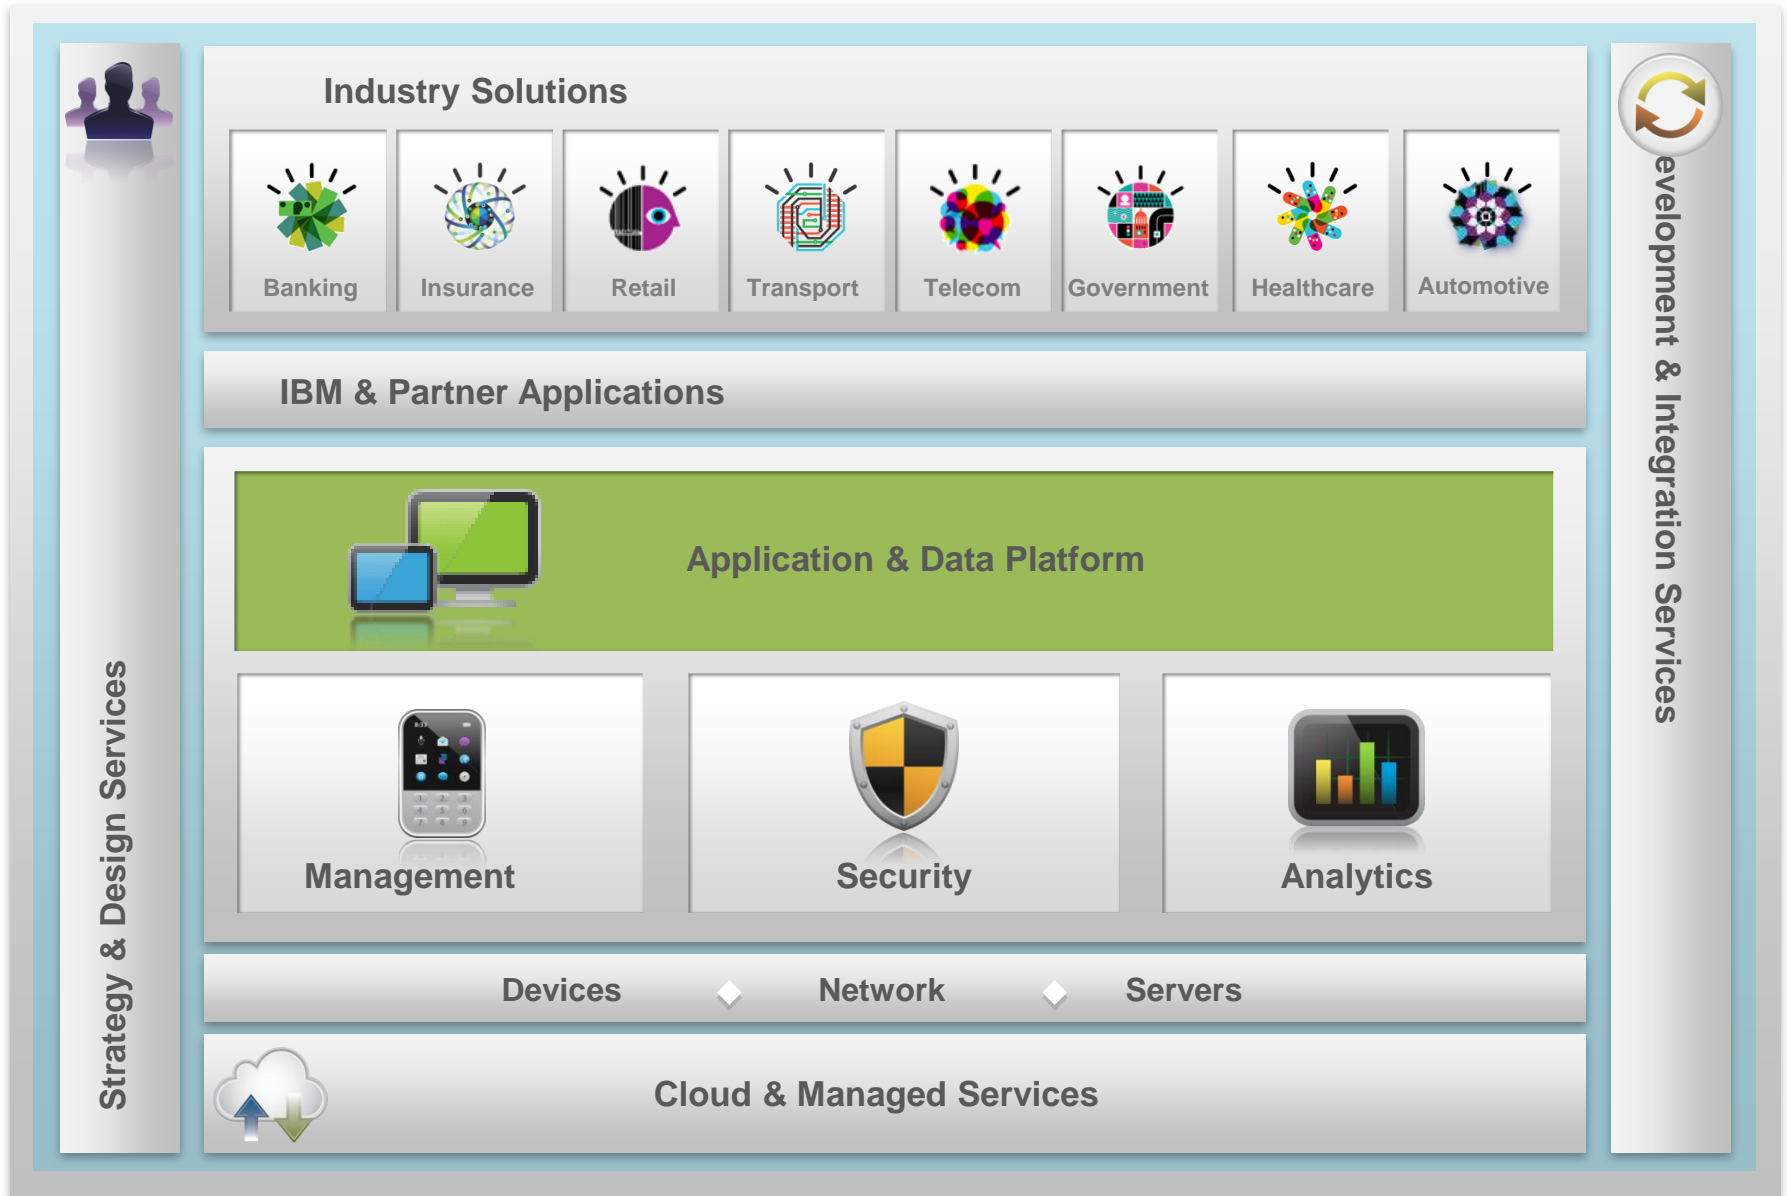 Industry Solutions
Banking
Insurance
Retail
Transport
Telecom
Government
Healthcare
Automotive
IBM & Partner Applications
Application & Data Platform
Management
Security
Analytics
Devices
Network
Servers
Cloud & Managed Services
Strategy & Design Services
evelopment & Integration Services